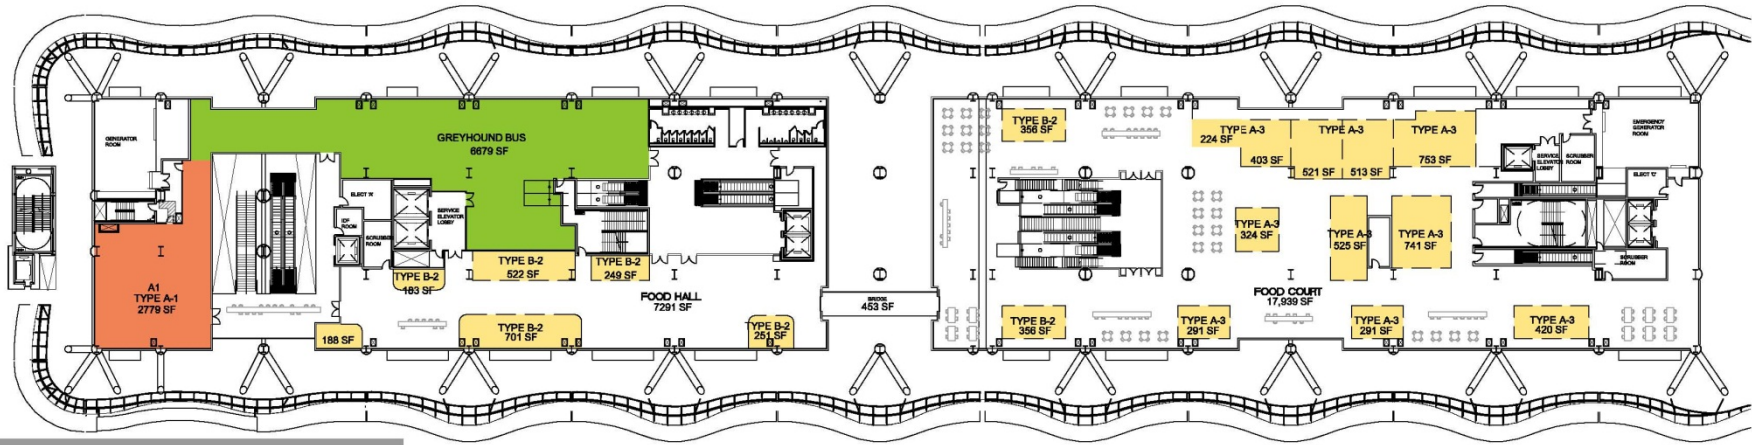 GENERATOR
ROOM
A1
TYPE A-1
2779 SF
GREYHOUND BUS
6679 SF
ELECT 'A'
IDF
ROOM
SCRUBBER
ROOM
SERVICE
ELEVATOR
LOBBY
TYPE B-2
183 SF
188 SF
TYPE B-2
522 SF
TYPE B-2
249 SF
TYPE B-2
701 SF
FOOD HALL
7291 SF
TYPE B-2
251 SF
BRIDGE
453 SF
TYPE B-2
356 SF
TYPE B-2
356 SF
TYPE A-3
224 SF
403 SF
TYPE A-3
521 SF
513 SF
TYPE A-3
753 SF
TYPE A-3
324 SF
TYPE A-3
525 SF
TYPE A-3
741 SF
FOOD COURT
17,939 SF
TYPE A-3
291 SF
TYPE A-3
291 SF
TYPE A-3
420 SF
SERVICE
ELEVATOR
LOBBY
SCRUBBER
ROOM
EMERGENCY
GENERATOR
ROOM
ELECT 'C'
SCRUBBER
ROOM